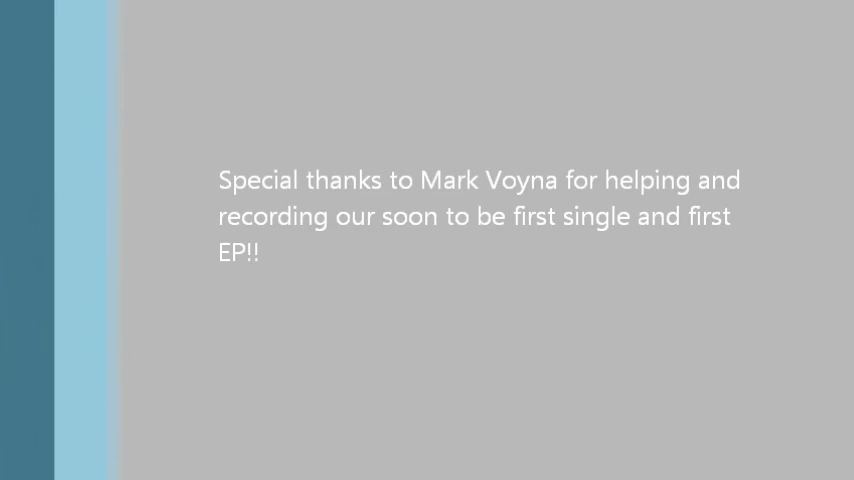 Special thanks to Mark Voyna for helping and
recording our soon to be first single and first
EP!!